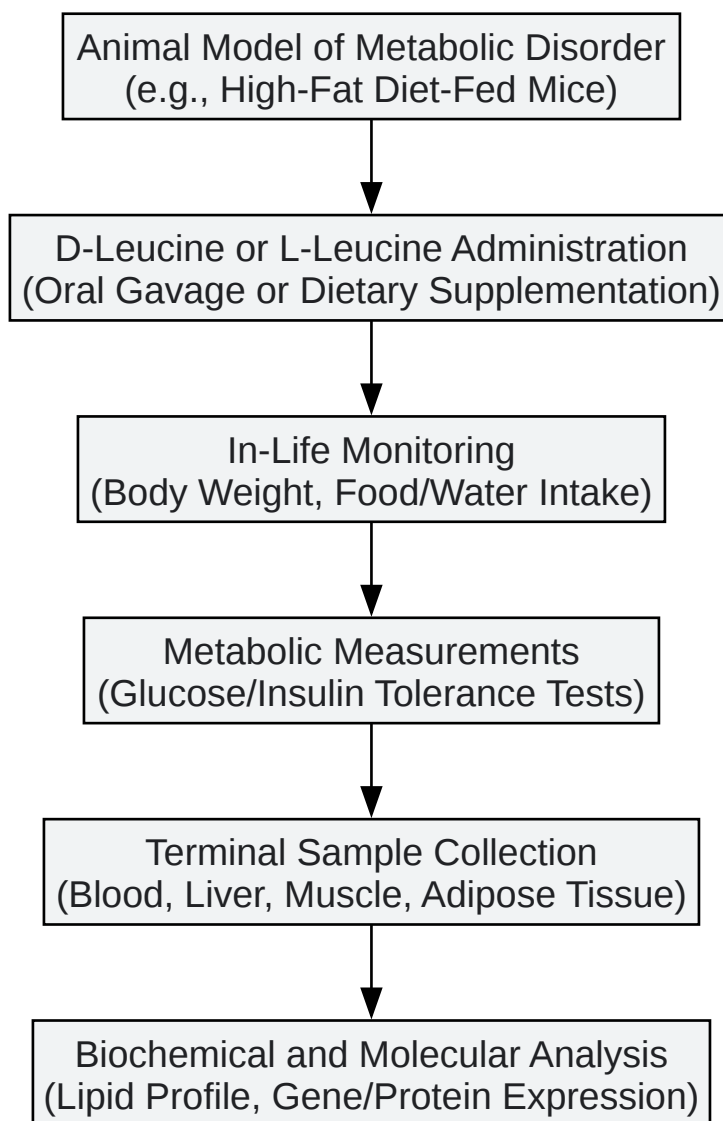 Animal Model of Metabolic Disorder
(e.g., High-Fat Diet-Fed Mice)
D-Leucine or L-Leucine Administration
(Oral Gavage or Dietary Supplementation)
In-Life Monitoring
(Body Weight, Food/Water Intake)
Metabolic Measurements
(Glucose/Insulin Tolerance Tests)
Terminal Sample Collection
(Blood, Liver, Muscle, Adipose Tissue)
Biochemical and Molecular Analysis
(Lipid Profile, Gene/Protein Expression)